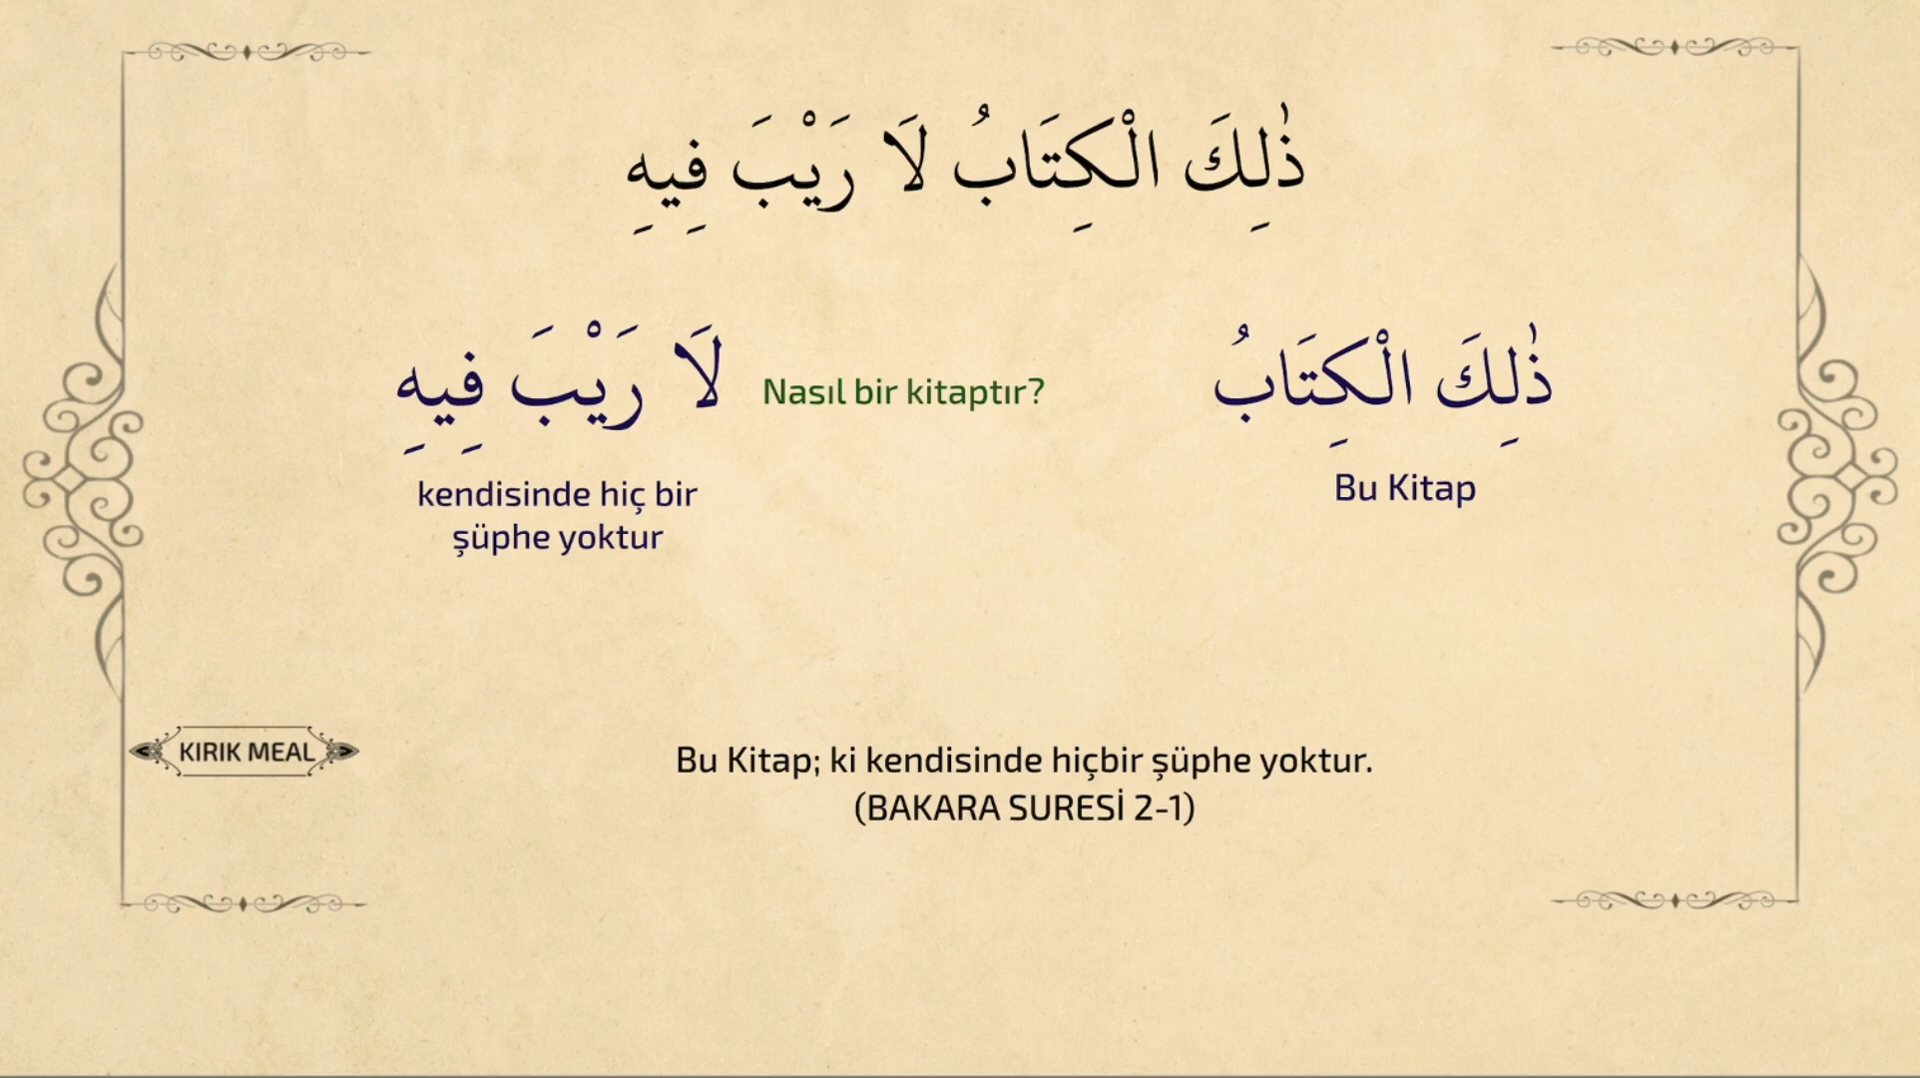 ذٰلِكَ الْكِتَابُ لَا رَيْبَ فِيهِ
ذٰلِكَ الْكِتَابُ
Bu Kitap
Nasıl bir kitaptır?
لَا رَيْبَ فِيهِ
kendisinde hiç bir
şüphe yoktur
KIRIK MEAL
Bu Kitap; ki kendisinde hiçbir şüphe yoktur.
(BAKARA SURESİ 2-1)